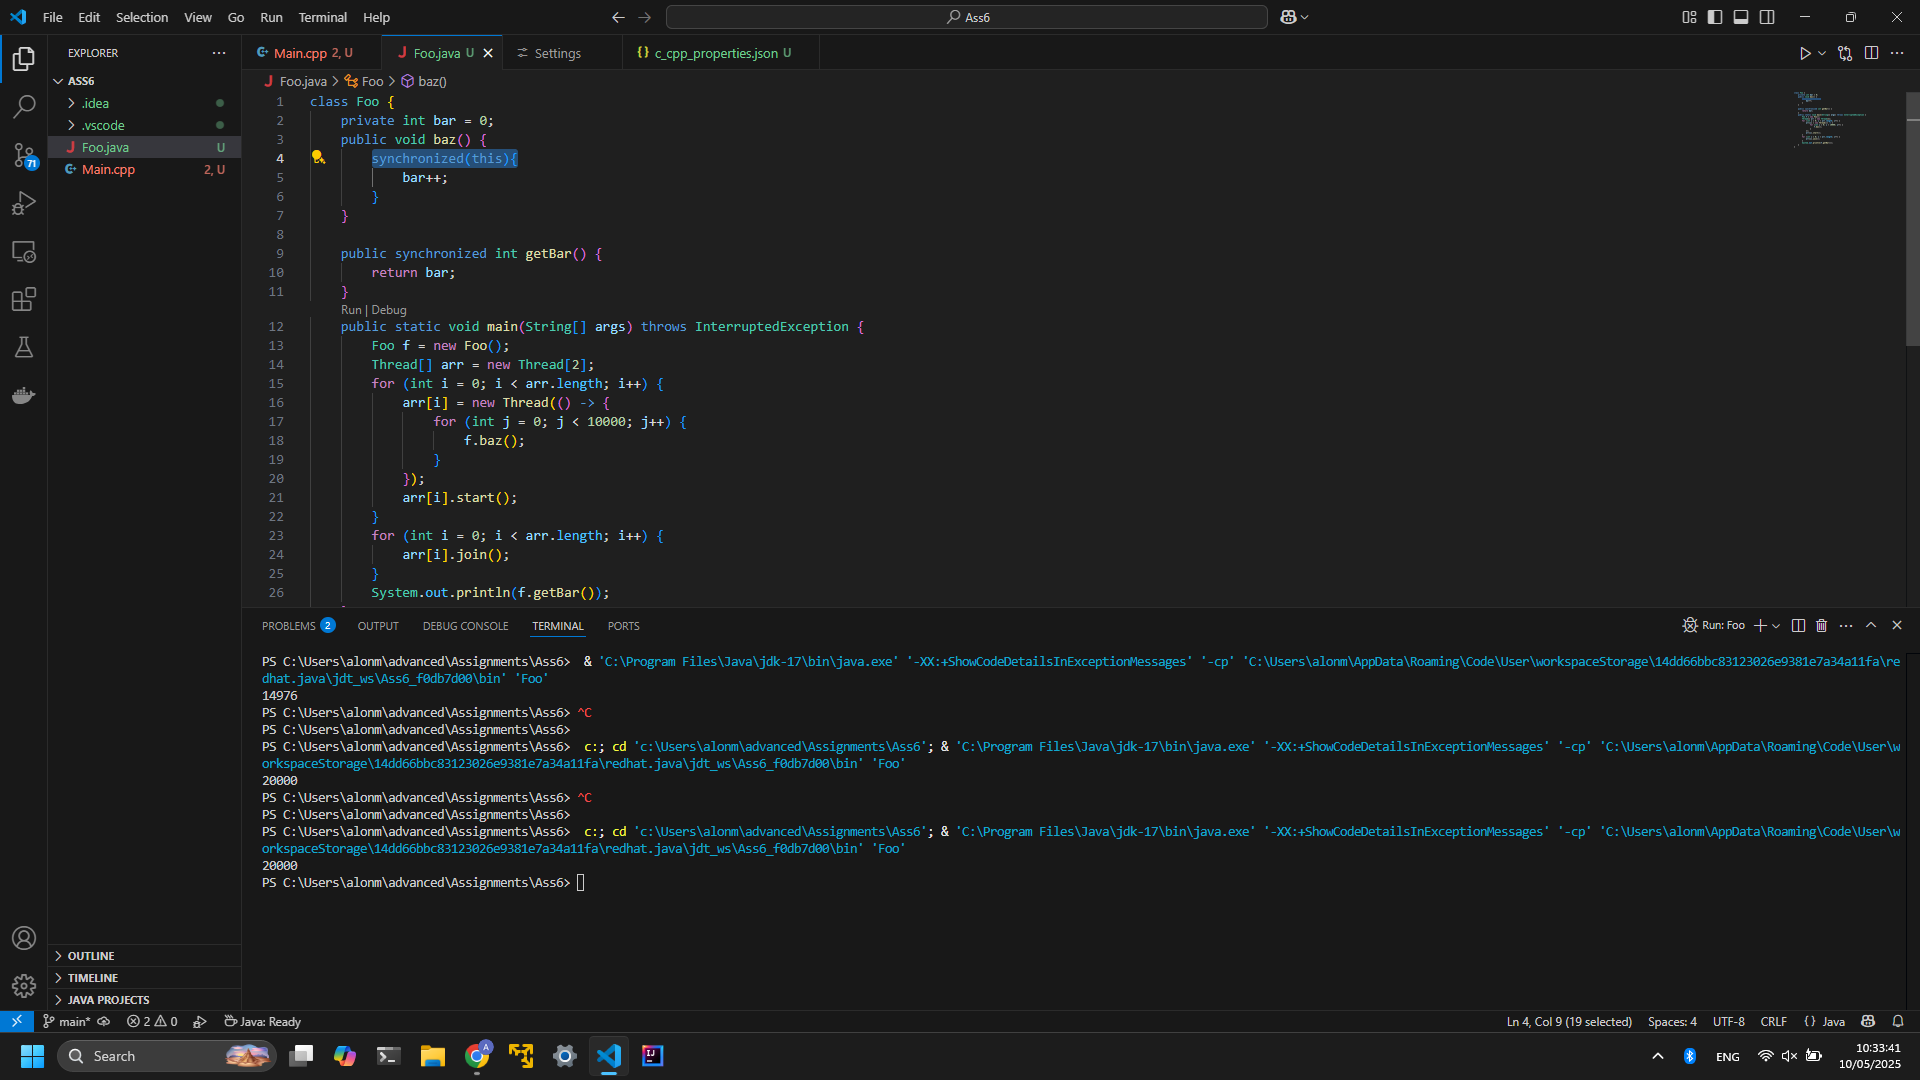 File Edit Selection View Go Run Terminal Help
Ass6
EXPLORER
ASS6
.idea
.vscode
Foo.java U
Main.cpp 2, U
Main.cpp 2, U
Foo.java U
Settings
c_cpp_properties.json U
Foo.java > Foo > baz()
1 class Foo {
2 private int bar = 0;
3 public void baz() {
4 synchronized(this){
5 bar++;
6 }
7 }
8
9 public synchronized int getBar() {
10 return bar;
11 }
Run | Debug
12 public static void main(String[] args) throws InterruptedException {
13 Foo f = new Foo();
14 Thread[] arr = new Thread[2];
15 for (int i = 0; i < arr.length; i++) {
16 arr[i] = new Thread(() -> {
17 for (int j = 0; j < 10000; j++) {
18 f.baz();
19 }
20 });
21 arr[i].start();
22 }
23 for (int i = 0; i < arr.length; i++) {
24 arr[i].join();
25 }
26 System.out.println(f.getBar());
PROBLEMS 2 OUTPUT DEBUG CONSOLE TERMINAL PORTS
Run: Foo
PS C:\Users\alonm\advanced\Assignments\Ass6> & 'C:\Program Files\Java\jdk-17\bin\java.exe' '-XX:+ShowCodeDetailsInExceptionMessages' '-cp' 'C:\Users\alonm\AppData\Roaming\Code\User\workspaceStorage\14dd66bbc83123026e9381e7a34a11fa\re
dhat.java\jdt_ws\Ass6_f0db7d00\bin' 'Foo'
14976
PS C:\Users\alonm\advanced\Assignments\Ass6> ^C
PS C:\Users\alonm\advanced\Assignments\Ass6>
PS C:\Users\alonm\advanced\Assignments\Ass6> c:; cd 'c:\Users\alonm\advanced\Assignments\Ass6'; & 'C:\Program Files\Java\jdk-17\bin\java.exe' '-XX:+ShowCodeDetailsInExceptionMessages' '-cp' 'C:\Users\alonm\AppData\Roaming\Code\User\w
orkspaceStorage\14dd66bbc83123026e9381e7a34a11fa\redhat.java\jdt_ws\Ass6_f0db7d00\bin' 'Foo'
20000
PS C:\Users\alonm\advanced\Assignments\Ass6> ^C
PS C:\Users\alonm\advanced\Assignments\Ass6>
PS C:\Users\alonm\advanced\Assignments\Ass6> c:; cd 'c:\Users\alonm\advanced\Assignments\Ass6'; & 'C:\Program Files\Java\jdk-17\bin\java.exe' '-XX:+ShowCodeDetailsInExceptionMessages' '-cp' 'C:\Users\alonm\AppData\Roaming\Code\User\w
orkspaceStorage\14dd66bbc83123026e9381e7a34a11fa\redhat.java\jdt_ws\Ass6_f0db7d00\bin' 'Foo'
20000
PS C:\Users\alonm\advanced\Assignments\Ass6>
71
OUTLINE
TIMELINE
JAVA PROJECTS
main* 2 0 Java: Ready
Ln 4, Col 9 (19 selected) Spaces: 4 UTF-8 CRLF {} Java
Search
ENG
10:33:41
10/05/2025